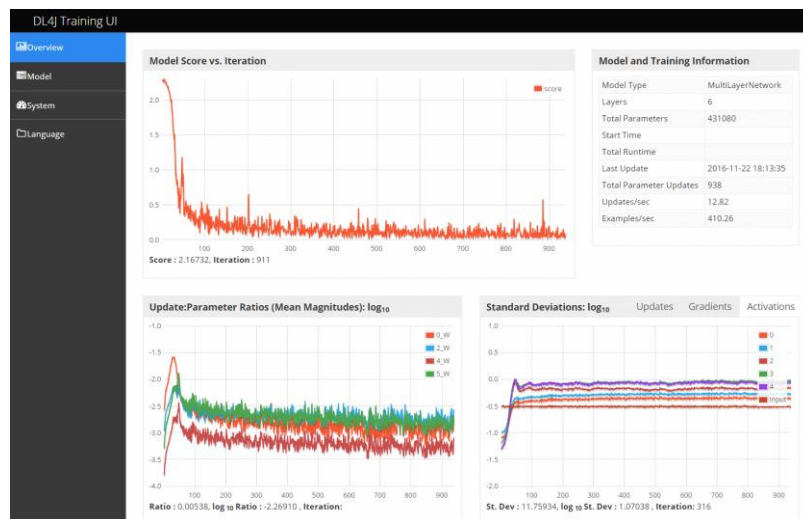 DL4J Training UI
Overview
Model
System
Language
Model Score vs. Iteration
score
2.0
1.5
1.0
0.5
0.0
100 200 300 400 500 600 700 800 900
Score : 2.16732, Iteration : 911
Model and Training Information
Model Type MultiLayerNetwork
Layers 6
Total Parameters 431080
Start Time
Total Runtime
Last Update 2016-11-22 18:13:35
Total Parameter Updates 938
Updates/sec 12.82
Examples/sec 410.26
Update:Parameter Ratios (Mean Magnitudes): log₁₀
0_W
2_W
4_W
5_W
-1.0
-1.5
-2.0
-2.5
-3.0
-3.5
-4.0
100 200 300 400 500 600 700 800 900
Ratio : 0.00538, log ₁₀ Ratio : -2.26910 , Iteration:
Standard Deviations: log₁₀ Updates Gradients Activations
0
1
2
3
4
input
1.0
0.5
0.0
-0.5
-1.0
-1.5
-2.0
100 200 300 400 500 600 700 800 900
St. Dev : 11.75934, log ₁₀ St. Dev : 1.07038, Iteration: 316